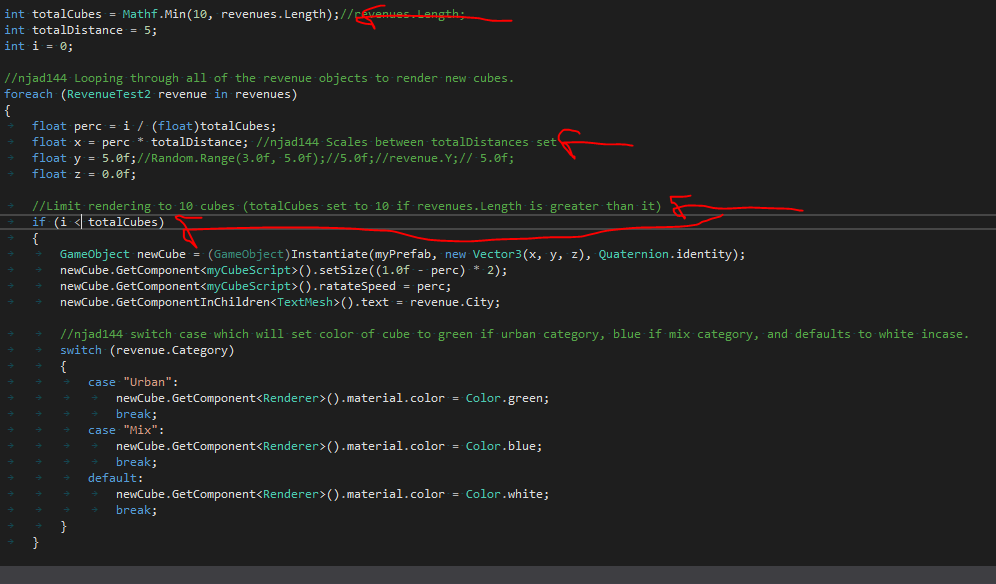 int totalCubes = Mathf.Min(10, revenues.Length);//revenues.Length;
int totalDistance = 5;
int i = 0;
//njad144 Looping through all of the revenue objects to render new cubes.
foreach (RevenueTest2 revenue in revenues)
{
float perc = i / (float)totalCubes;
float x = perc * totalDistance; //njad144 Scales between totalDistances set
float y = 5.0f;//Random.Range(3.0f, 5.0f);//5.0f;//revenue.Y;// 5.0f;
float z = 0.0f;
//Limit rendering to 10 cubes (totalCubes set to 10 if revenues.Length is greater than it)
if (i < totalCubes)
{
GameObject newCube = (GameObject)Instantiate(myPrefab, new Vector3(x, y, z), Quaternion.identity);
newCube.GetComponent<myCubeScript>().setSize((1.0f - perc) * 2);
newCube.GetComponent<myCubeScript>().ratateSpeed = perc;
newCube.GetComponentInChildren<TextMesh>().text = revenue.City;
//njad144 switch case which will set color of cube to green if urban category, blue if mix category, and defaults to white incase.
switch (revenue.Category)
{
case "Urban":
newCube.GetComponent<Renderer>().material.color = Color.green;
break;
case "Mix":
newCube.GetComponent<Renderer>().material.color = Color.blue;
break;
default:
newCube.GetComponent<Renderer>().material.color = Color.white;
break;
}
}